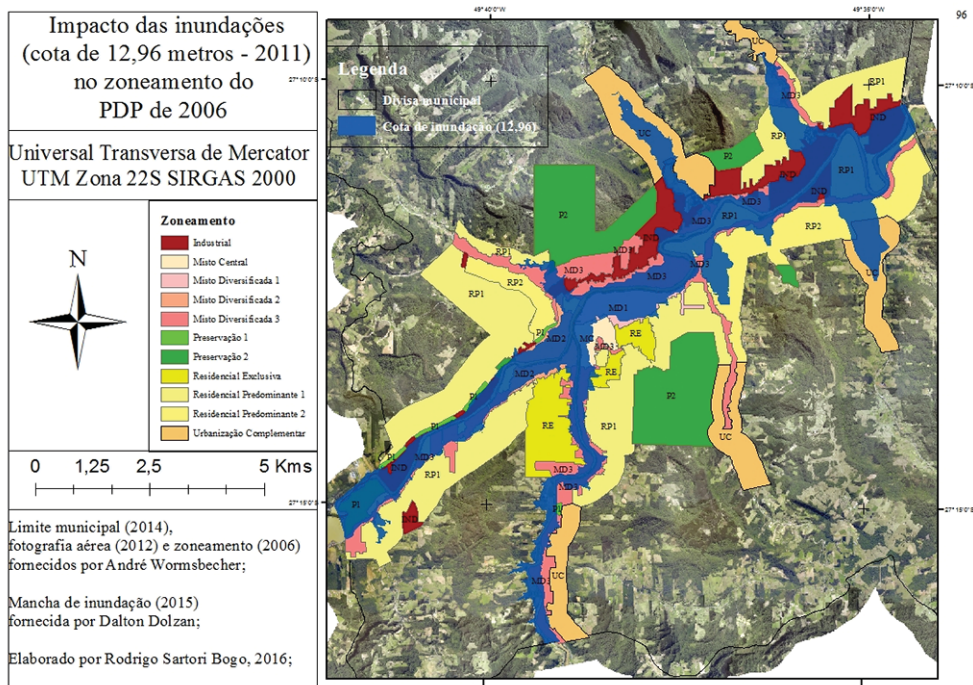 Impacto das inundações
(cota de 12,96 metros - 2011)
no zoneamento do
PDP de 2006
Universal Transversa de Mercator
UTM Zona 22S SIRGAS 2000
N
Zoneamento
Industrial
Misto Central
Misto Diversificada 1
Misto Diversificada 2
Misto Diversificada 3
Preservação 1
Preservação 2
Residencial Exclusiva
Residencial Predominante 1
Residencial Predominante 2
Urbanização Complementar
0 1,25 2,5 5 Kms
Limite municipal (2014),
fotografia aérea (2012) e zoneamento (2006)
fornecidos por André Wormsbecher;
Mancha de inundação (2015)
fornecida por Dalton Dolzan;
Elaborado por Rodrigo Sartori Bogo, 2016;
96
49°40'0"W
Legenda
Divisa municipal
Cota de inundação (12,96)
27°10'0"S
27°10'0"S
UC
MD3
RP1
IND
UC
RP1
P2
RP1
IND
MD3
RP1
MD3
P2
IND
RP2
RP1
MD3
MD3
MD3
UC
RP2
RP1
MD1
P1
MD2
MC
RE
MD3
RE
MD2
P1
P2
RE
RP1
UC
P1
MD3
IND
RP1
MD3
MD3
P1
IND
P1
MD1
UC